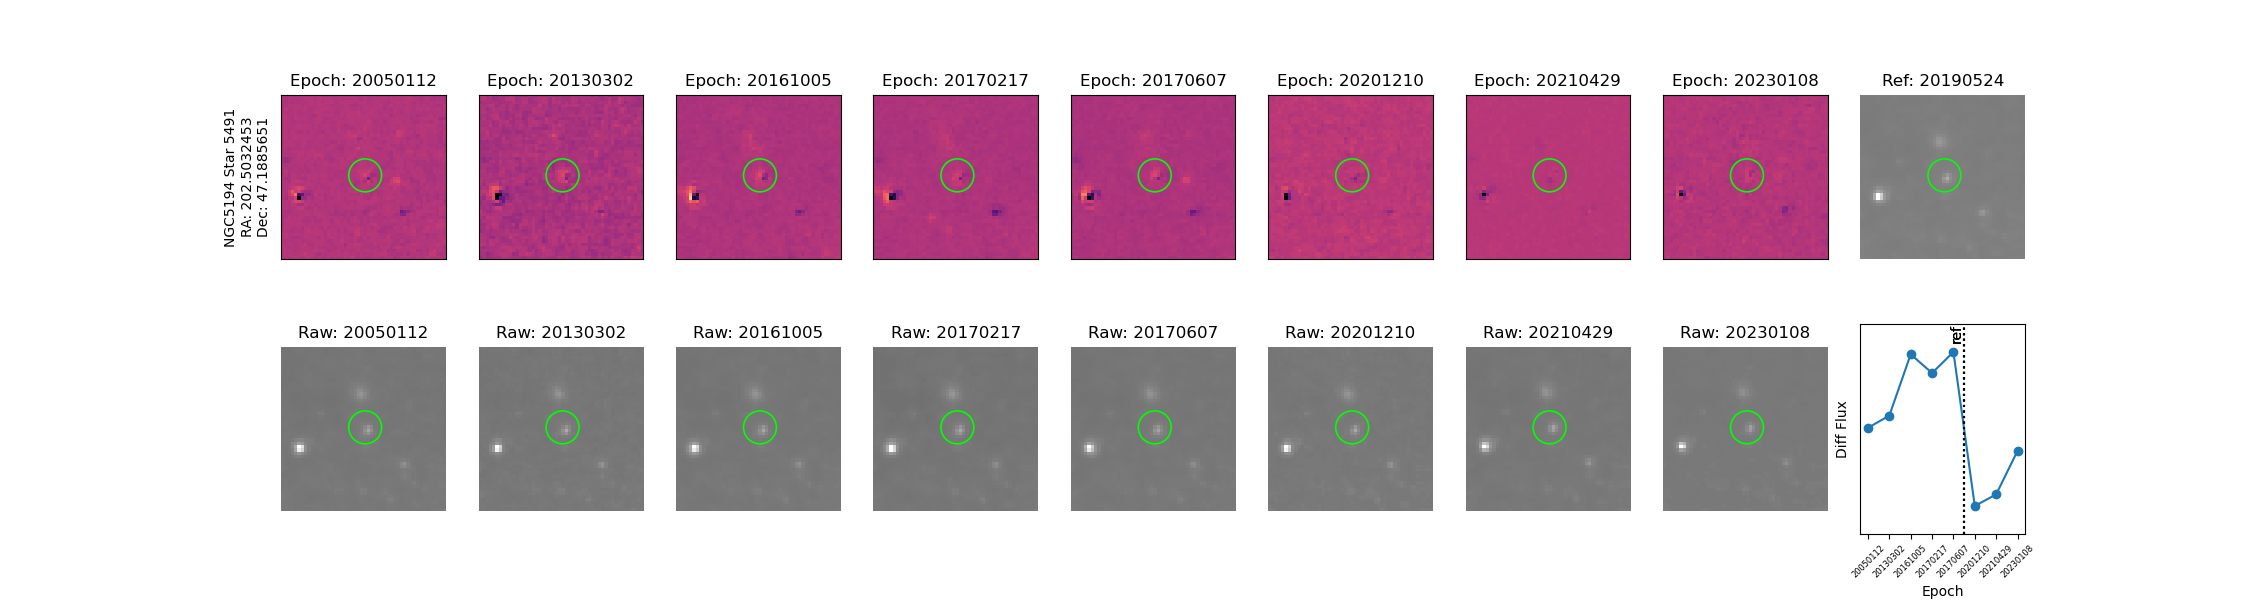 NGC5194 Star 5491
RA: 202.5032453
Dec: 47.1885651
Epoch: 20050112
Epoch: 20130302
Epoch: 20161005
Epoch: 20170217
Epoch: 20170607
Epoch: 20201210
Epoch: 20210429
Epoch: 20230108
Ref: 20190524
Raw: 20050112
Raw: 20130302
Raw: 20161005
Raw: 20170217
Raw: 20170607
Raw: 20201210
Raw: 20210429
Raw: 20230108
Diff Flux
ref
20050112
20130302
20161005
20170217
20170607
20201210
20210429
20230108
Epoch